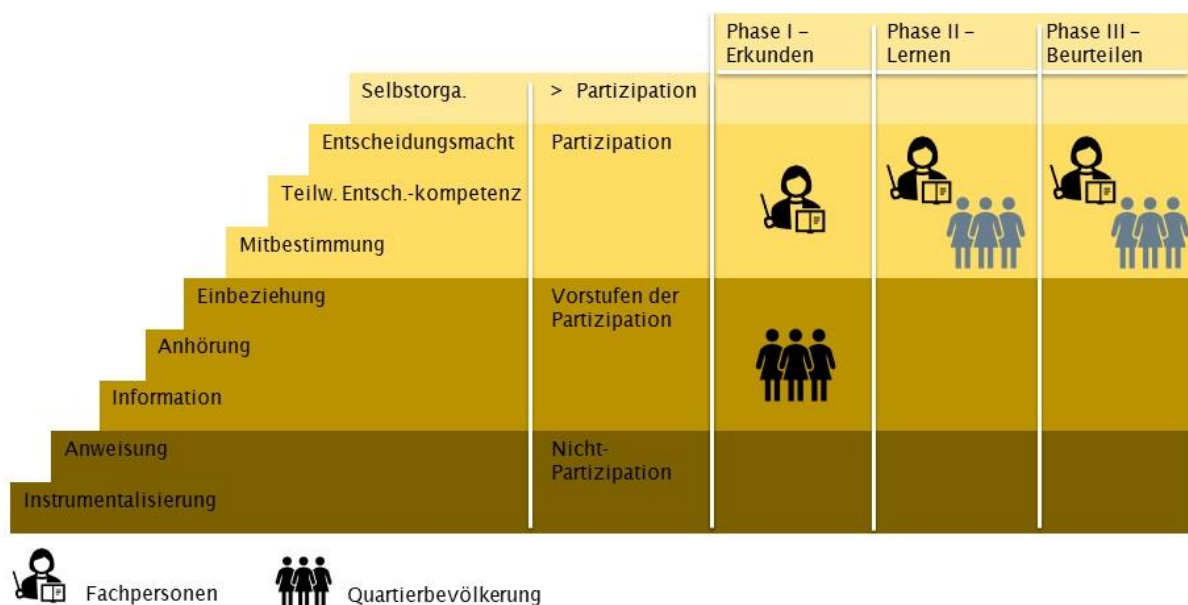 Phase I –
Erkunden
Phase II –
Lernen
Phase III –
Beurteilen
Selbstorga.
> Partizipation
Entscheidungsmacht
Partizipation
Teilw. Entsch.-kompetenz
Mitbestimmung
Einbeziehung
Vorstufen der
Partizipation
Anhörung
Information
Anweisung
Nicht-
Partizipation
Instrumentalisierung
Fachpersonen
Quartierbevölkerung